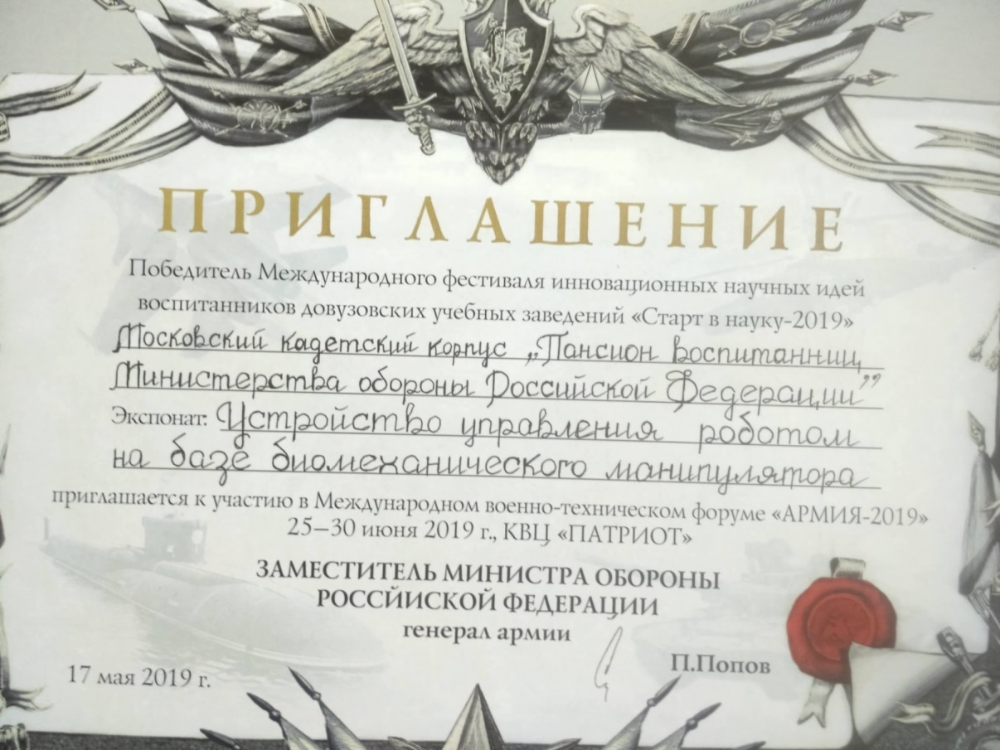 ПРИГЛАШЕНИЕ
Победитель Международного фестиваля инновационных научных идей
воспитанников довузовских учебных заведений «Старт в науку-2019»
Московский кадетский корпус „Пансион воспитанниц
Министерства обороны Российской Федерации”
Экспонат: Устройство управления роботом
на базе биомеханического манипулятора
приглашается к участию в Международном военно-техническом форуме «АРМИЯ-2019»
25–30 июня 2019 г., КВЦ «ПАТРИОТ»
ЗАМЕСТИТЕЛЬ МИНИСТРА ОБОРОНЫ
РОССЙИСКОЙ ФЕДЕРАЦИИ
генерал армии
П.Попов
17 мая 2019 г.